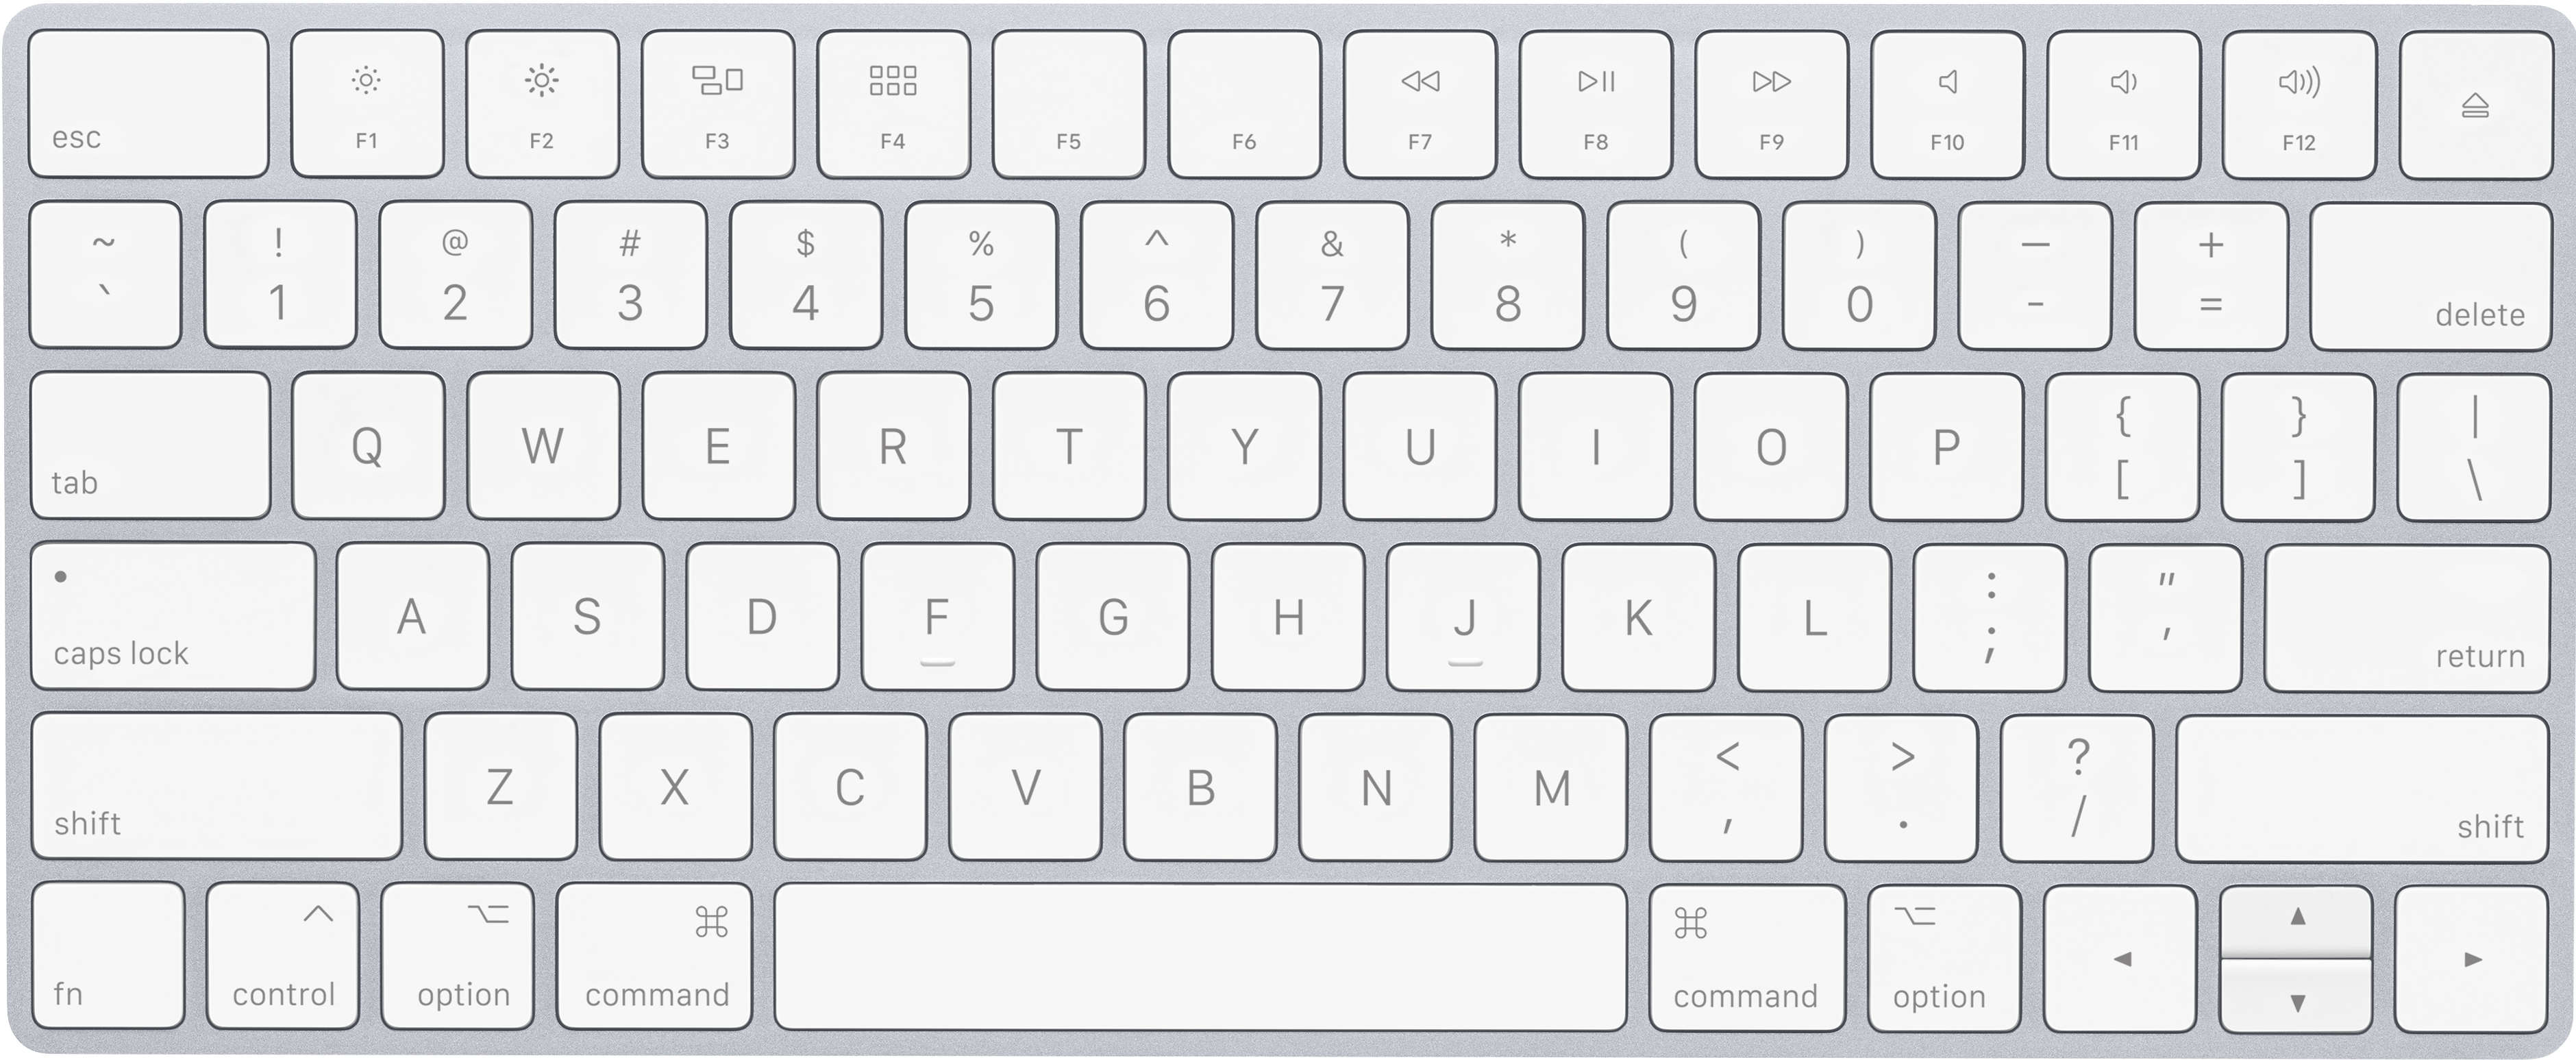 esc F1 F2 F3 F4 F5 F6 F7 F8 F9 F10 F11 F12
~ ! @ # $ % ^ & * ( ) — +
` 1 2 3 4 5 6 7 8 9 0 - = delete
tab Q W E R T Y U I O P { } |
[ ] \
caps lock A S D F G H J K L : "
; ' return
shift Z X C V B N M < > ?
, . / shift
fn control option command command option